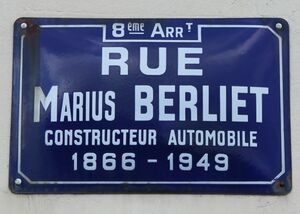 8ème ARRT
RUE
MARIUS BERLIET
CONSTRUCTEUR AUTOMOBILE
1866 - 1949